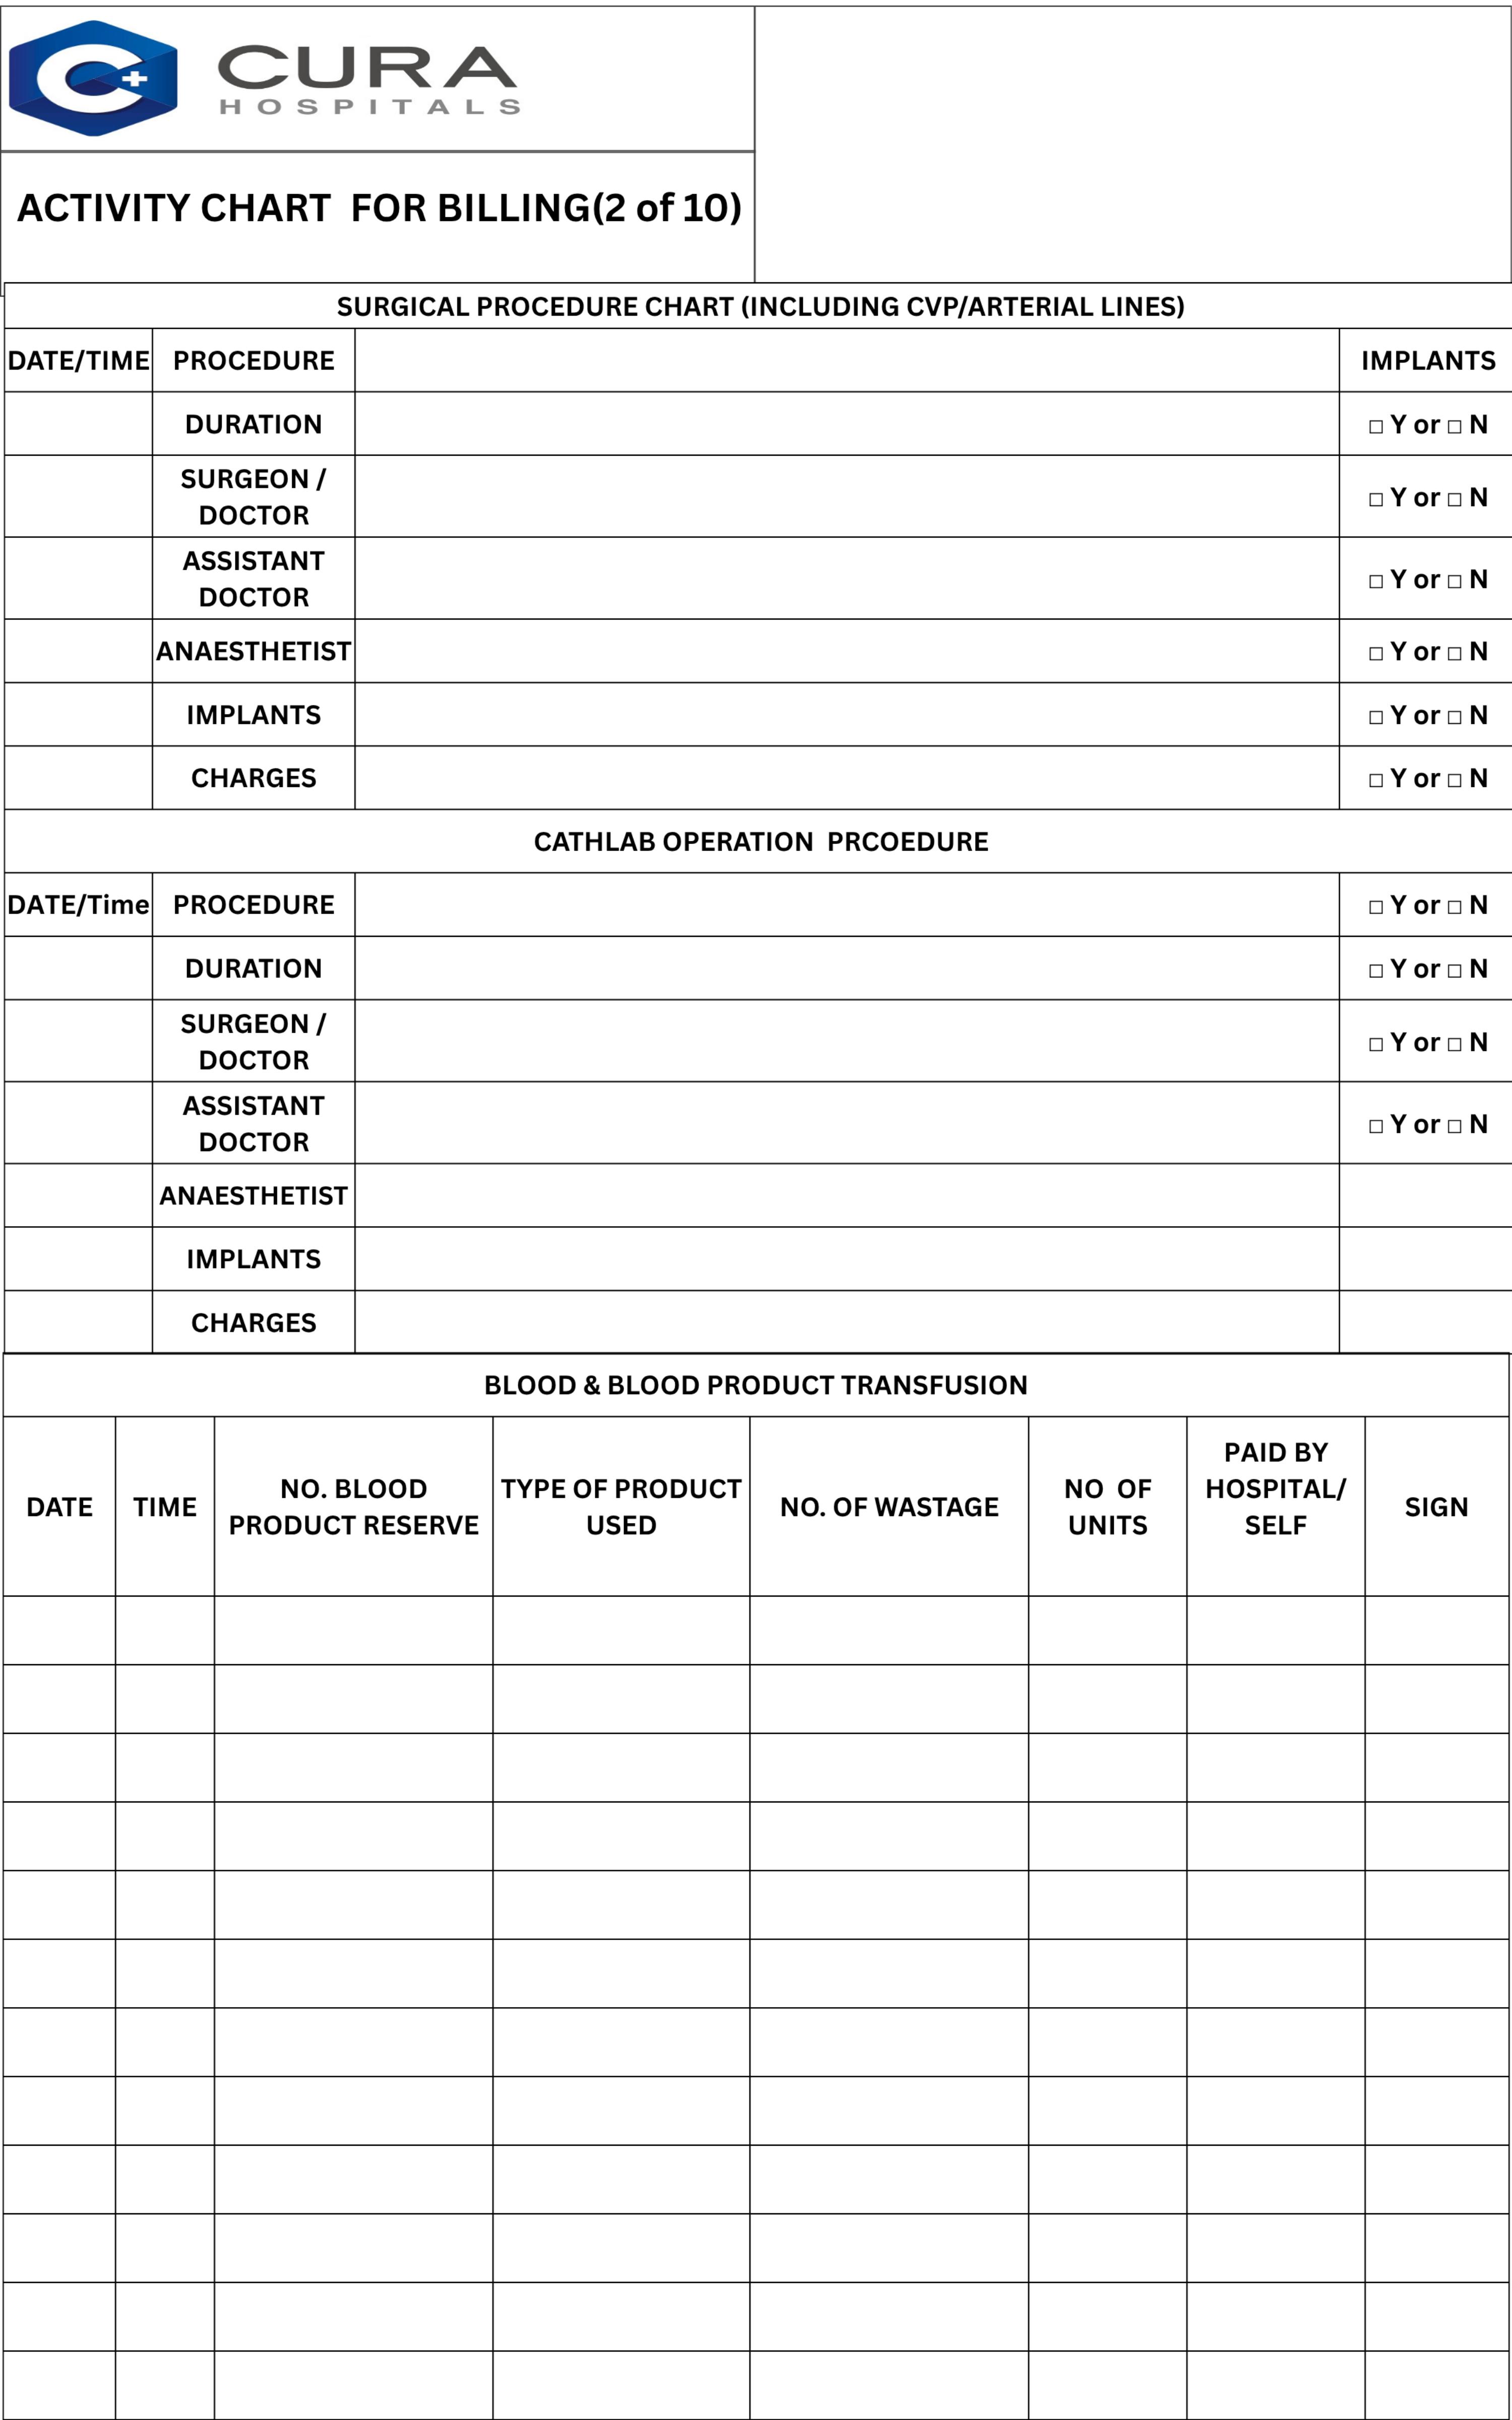 CURA
HOSPITALS
ACTIVITY CHART FOR BILLING(2 of 10)
SURGICAL PROCEDURE CHART (INCLUDING CVP/ARTERIAL LINES)
DATE/TIME PROCEDURE IMPLANTS
DURATION □ Y or □ N
SURGEON /
DOCTOR □ Y or □ N
ASSISTANT
DOCTOR □ Y or □ N
ANAESTHETIST □ Y or □ N
IMPLANTS □ Y or □ N
CHARGES □ Y or □ N
CATHLAB OPERATION PRCOEDURE
DATE/Time PROCEDURE □ Y or □ N
DURATION □ Y or □ N
SURGEON /
DOCTOR □ Y or □ N
ASSISTANT
DOCTOR □ Y or □ N
ANAESTHETIST
IMPLANTS
CHARGES
BLOOD & BLOOD PRODUCT TRANSFUSION
DATE
TIME
NO. BLOOD
PRODUCT RESERVE
TYPE OF PRODUCT
USED
NO. OF WASTAGE
NO OF
UNITS
PAID BY
HOSPITAL/
SELF
SIGN